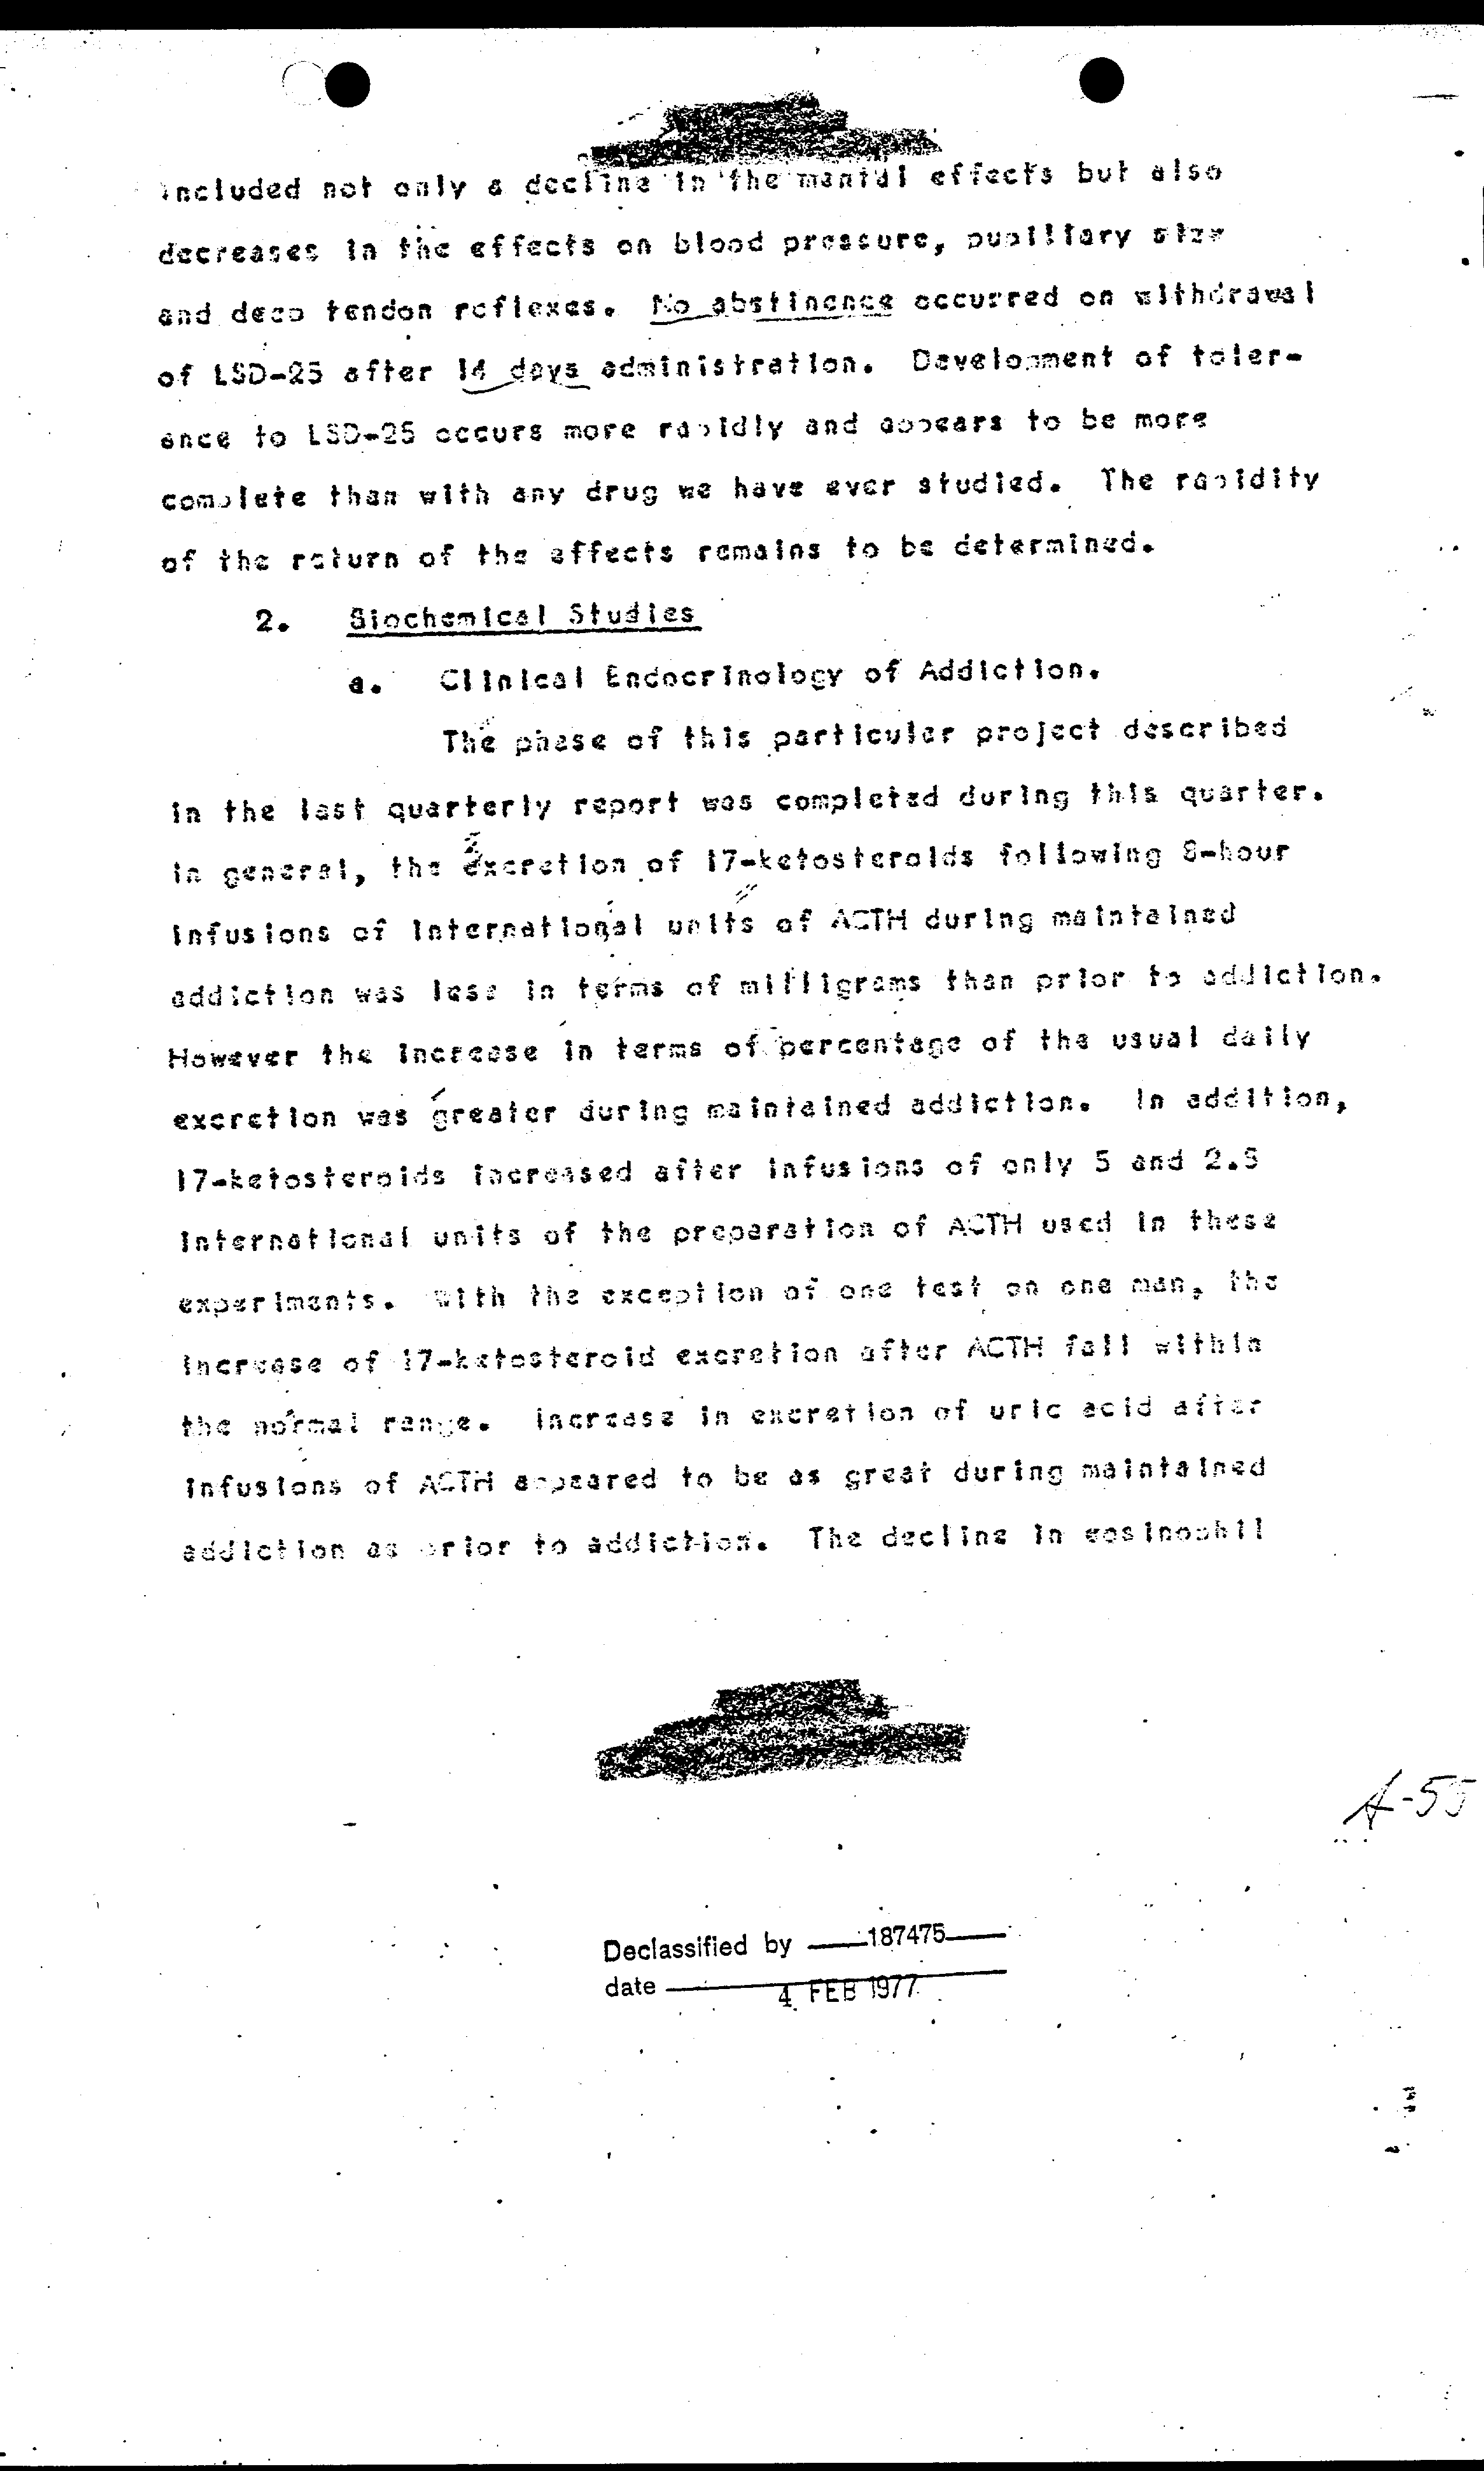 included not only a decline in the mental effects but also
decreases in the effects on blood pressure, pupillary size
and deep tendon reflexes. No abstinence occurred on withdrawal
of LSD-25 after 14 days administration. Development of toler-
ance to LSD-25 occurs more rapidly and appears to be more
complete than with any drug we have ever studied. The rapidity
of the return of the effects remains to be determined.
2. Biochemical Studies
a. Clinical Endocrinology of Addiction.
The phase of this particular project described
in the last quarterly report was completed during this quarter.
In general, the excretion of 17-ketosteroids following 8-hour
infusions of international units of ACTH during maintained
addiction was less in terms of milligrams than prior to addiction.
However the increase in terms of percentage of the usual daily
excretion was greater during maintained addiction. In addition,
17-ketosteroids increased after infusions of only 5 and 2.5
international units of the preparation of ACTH used in these
experiments. With the exception of one test on one man, the
increase of 17-ketosteroid excretion after ACTH fall within
the normal range. Increase in excretion of uric acid after
infusions of ACTH appeared to be as great during maintained
addiction as prior to addiction. The decline in eosinophil
A-55
Declassified by 187475
date 4 FEB 1977